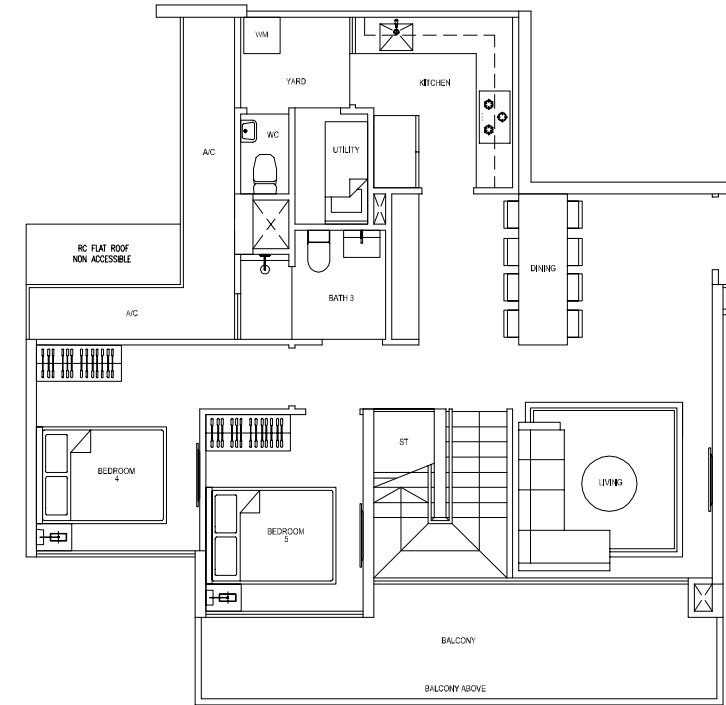 WM
YARD
KITCHEN
A/C
WC
UTILITY
RC FLAT ROOF
NON ACCESSIBLE
DINING
BATH 3
A/C
ST
BEDROOM
4
LIVING
BEDROOM
5
BALCONY
BALCONY ABOVE